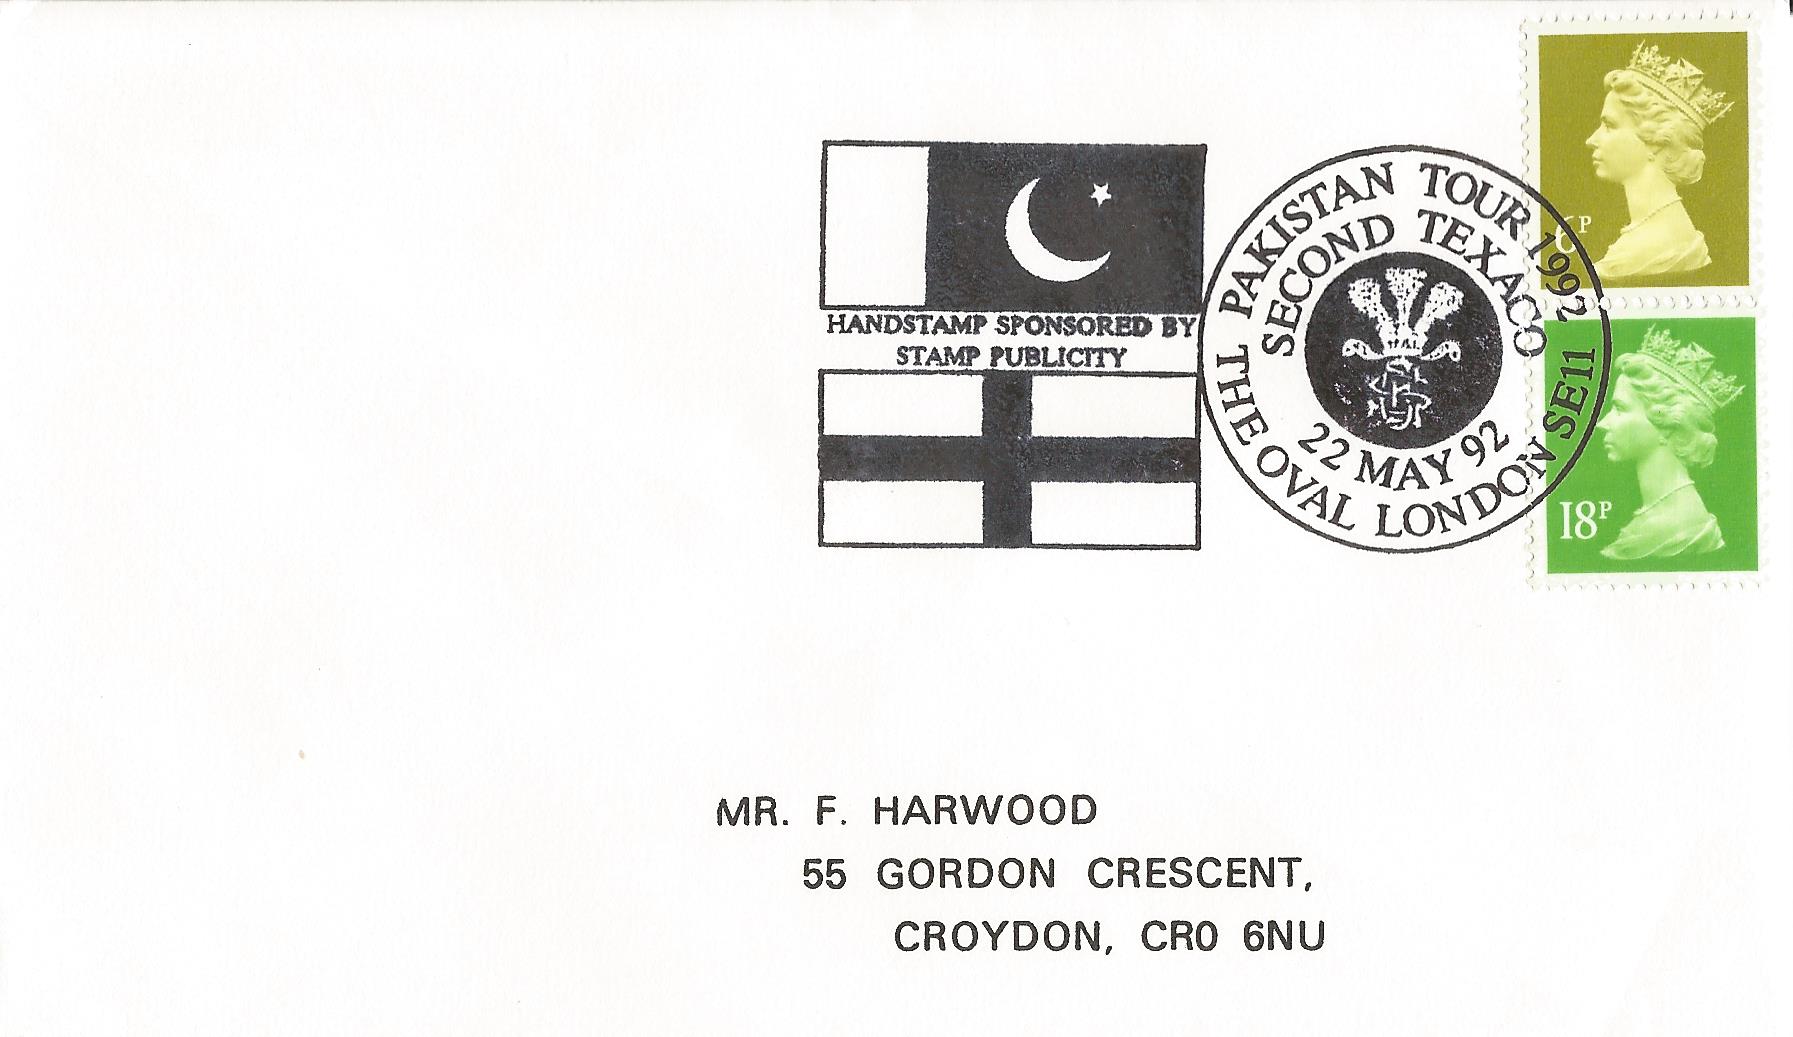 6P
HANDSTAMP SPONSORED BY
STAMP PUBLICITY
PAKISTAN TOUR 1992
SECOND TEXACO
22 MAY 92
THE OVAL LONDON SE11
18P
MR. F. HARWOOD
55 GORDON CRESCENT,
CROYDON, CR0 6NU